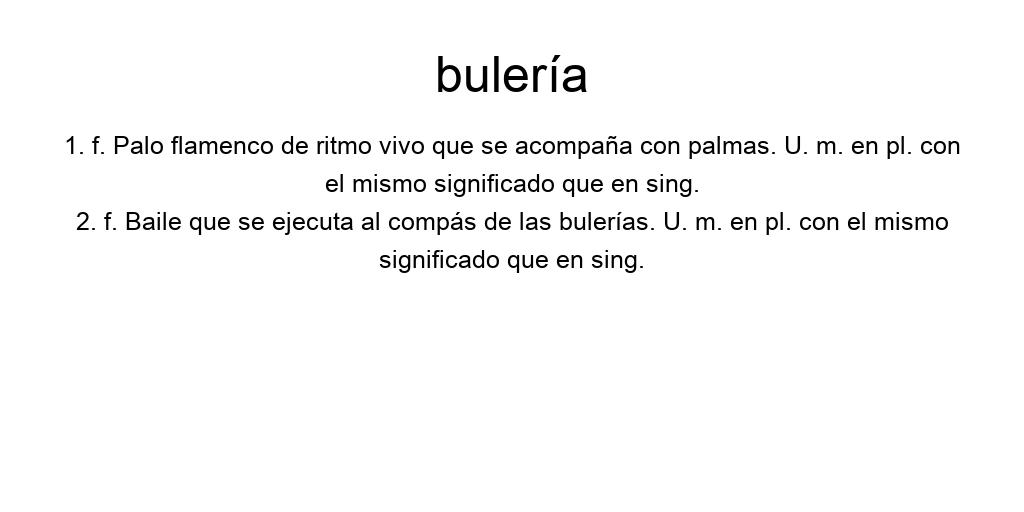 bulería
1. f. Palo flamenco de ritmo vivo que se acompaña con palmas. U. m. en pl. con
el mismo significado que en sing.
2. f. Baile que se ejecuta al compás de las bulerías. U. m. en pl. con el mismo
significado que en sing.